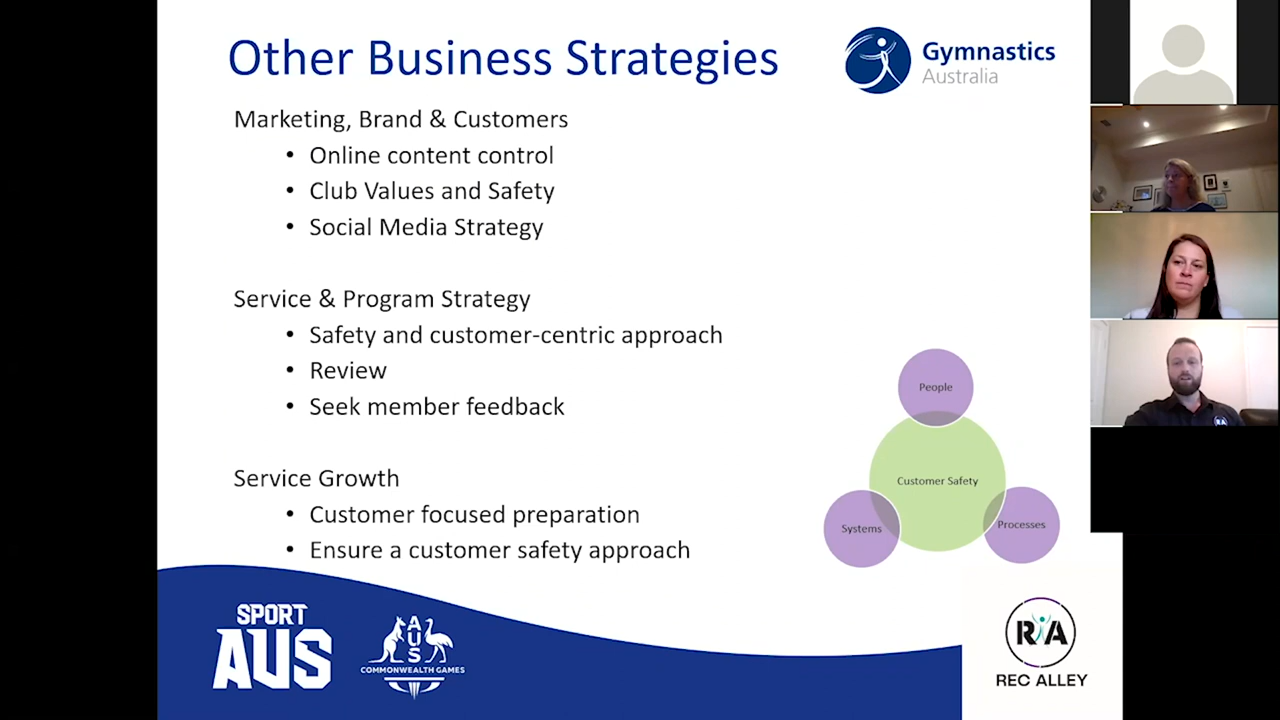 Other Business Strategies
Gymnastics
Australia
Marketing, Brand & Customers
• Online content control
• Club Values and Safety
• Social Media Strategy
Service & Program Strategy
• Safety and customer-centric approach
• Review
• Seek member feedback
Service Growth
• Customer focused preparation
• Ensure a customer safety approach
People
Customer Safety
Systems
Processes
SPORT
AUS
AUS
COMMONWEALTH GAMES
RA
REC ALLEY
RA